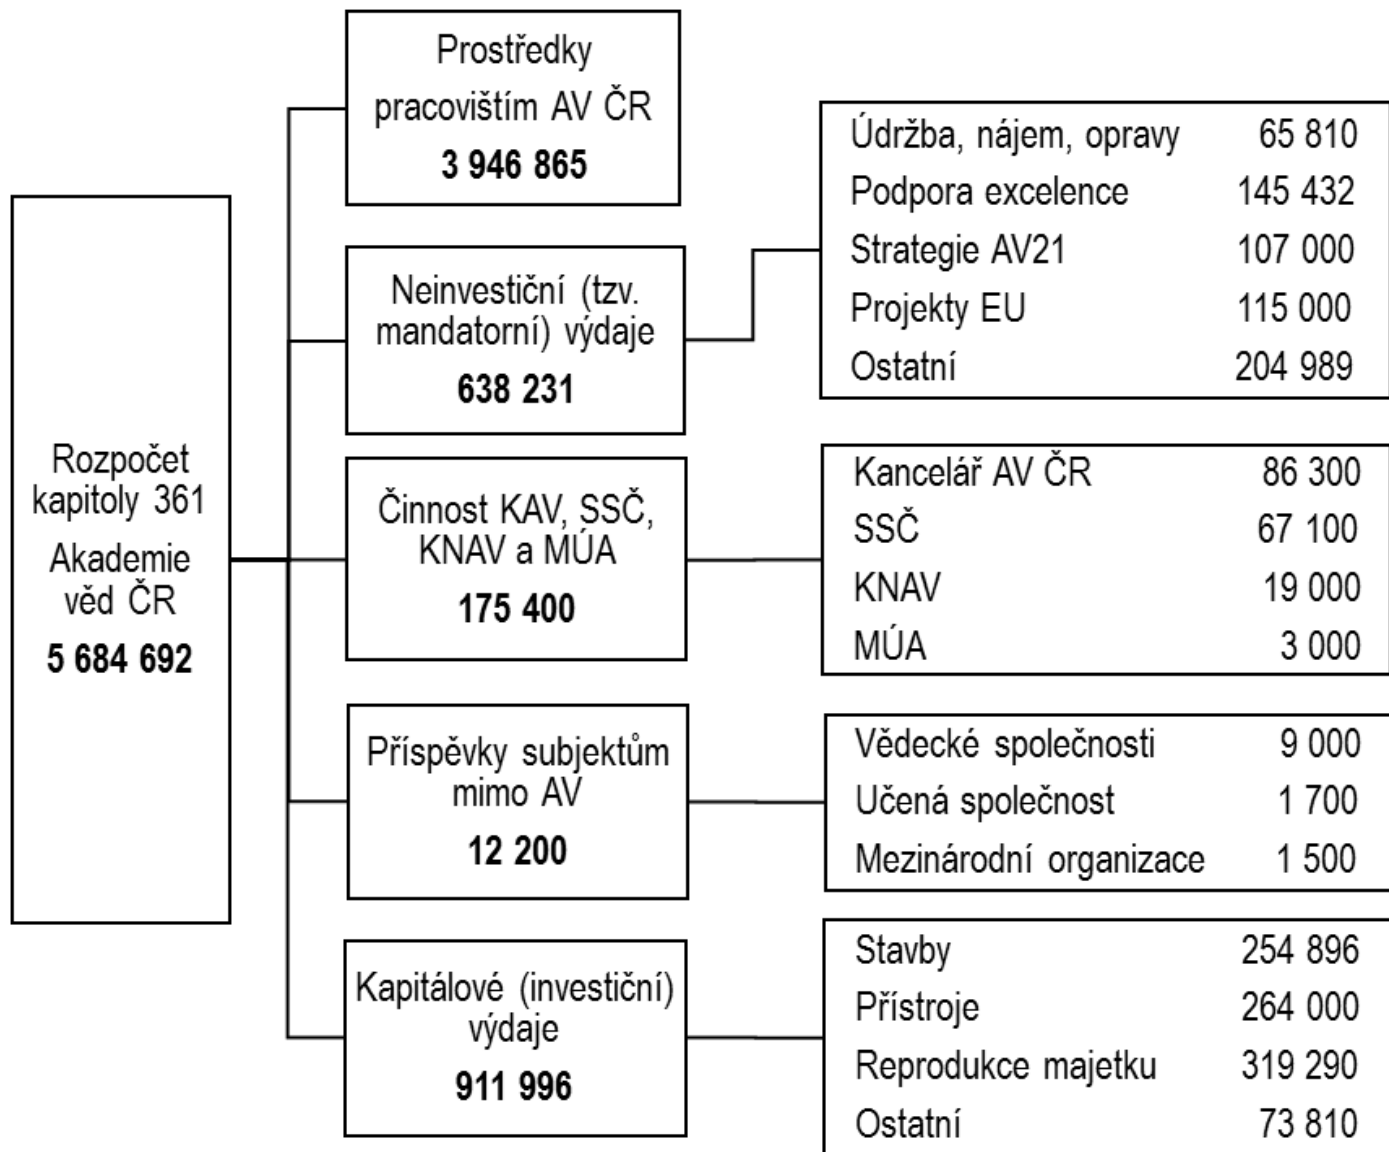 Rozpočet
kapitoly 361
Akademie
věd ČR
5 684 692
Prostředky
pracovištím AV ČR
3 946 865
Neinvestiční (tzv.
mandatorní) výdaje
638 231
Údržba, nájem, opravy 65 810
Podpora excelence 145 432
Strategie AV21 107 000
Projekty EU 115 000
Ostatní 204 989
Činnost KAV, SSČ,
KNAV a MÚA
175 400
Kancelář AV ČR 86 300
SSČ 67 100
KNAV 19 000
MÚA 3 000
Příspěvky subjektům
mimo AV
12 200
Vědecké společnosti 9 000
Učená společnost 1 700
Mezinárodní organizace 1 500
Kapitálové (investiční)
výdaje
911 996
Stavby 254 896
Přístroje 264 000
Reprodukce majetku 319 290
Ostatní 73 810